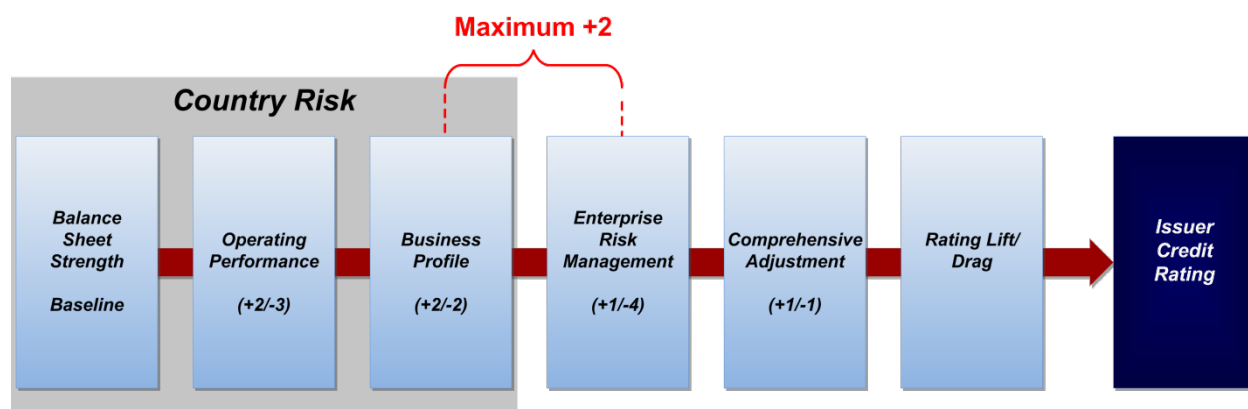 Maximum +2
Country Risk
Balance
Sheet
Strength
Baseline
Operating
Performance
(+2/-3)
Business
Profile
(+2/-2)
Enterprise
Risk
Management
(+1/-4)
Comprehensive
Adjustment
(+1/-1)
Rating Lift/
Drag
Issuer
Credit
Rating